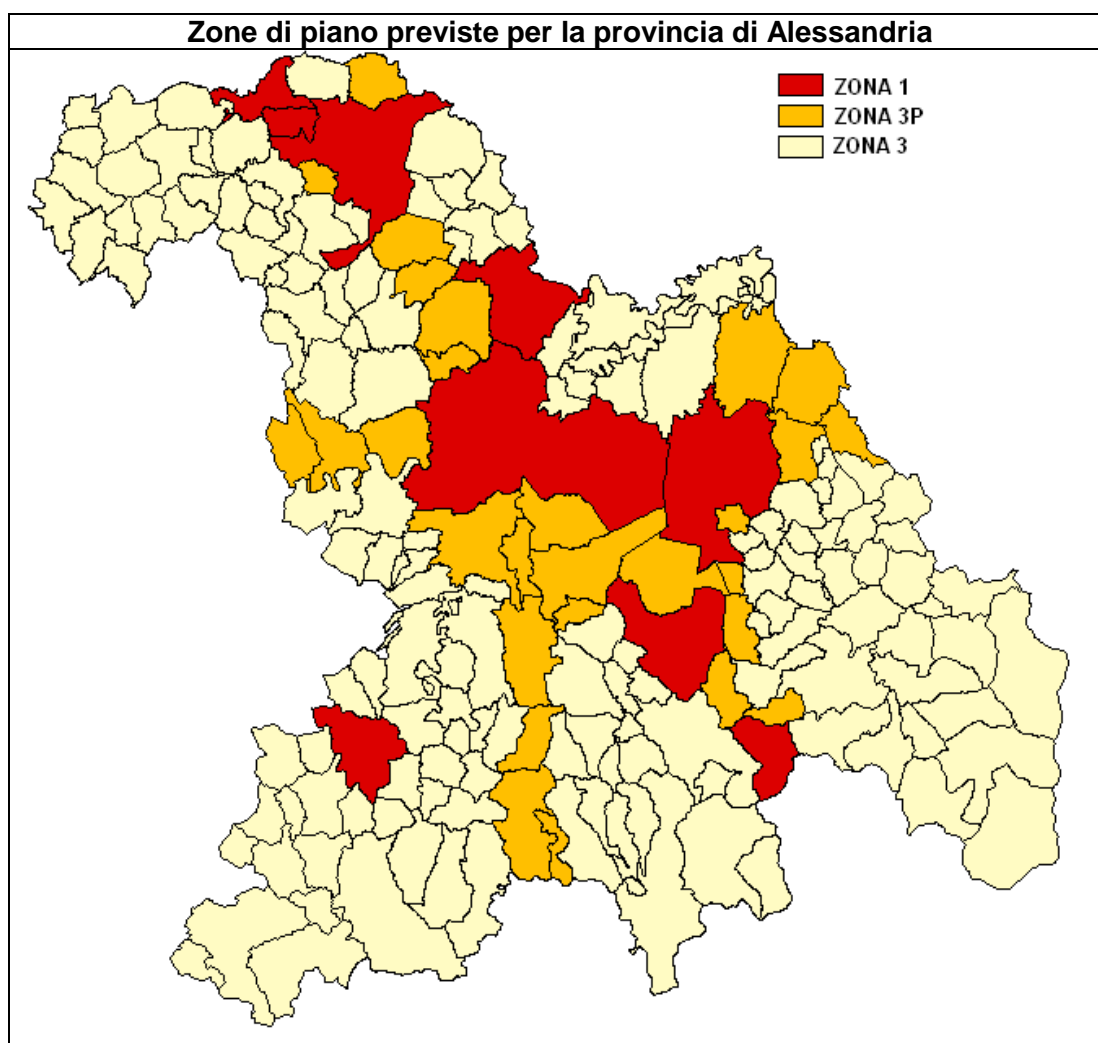 Zone di piano previste per la provincia di Alessandria
ZONA 1
ZONA 3P
ZONA 3